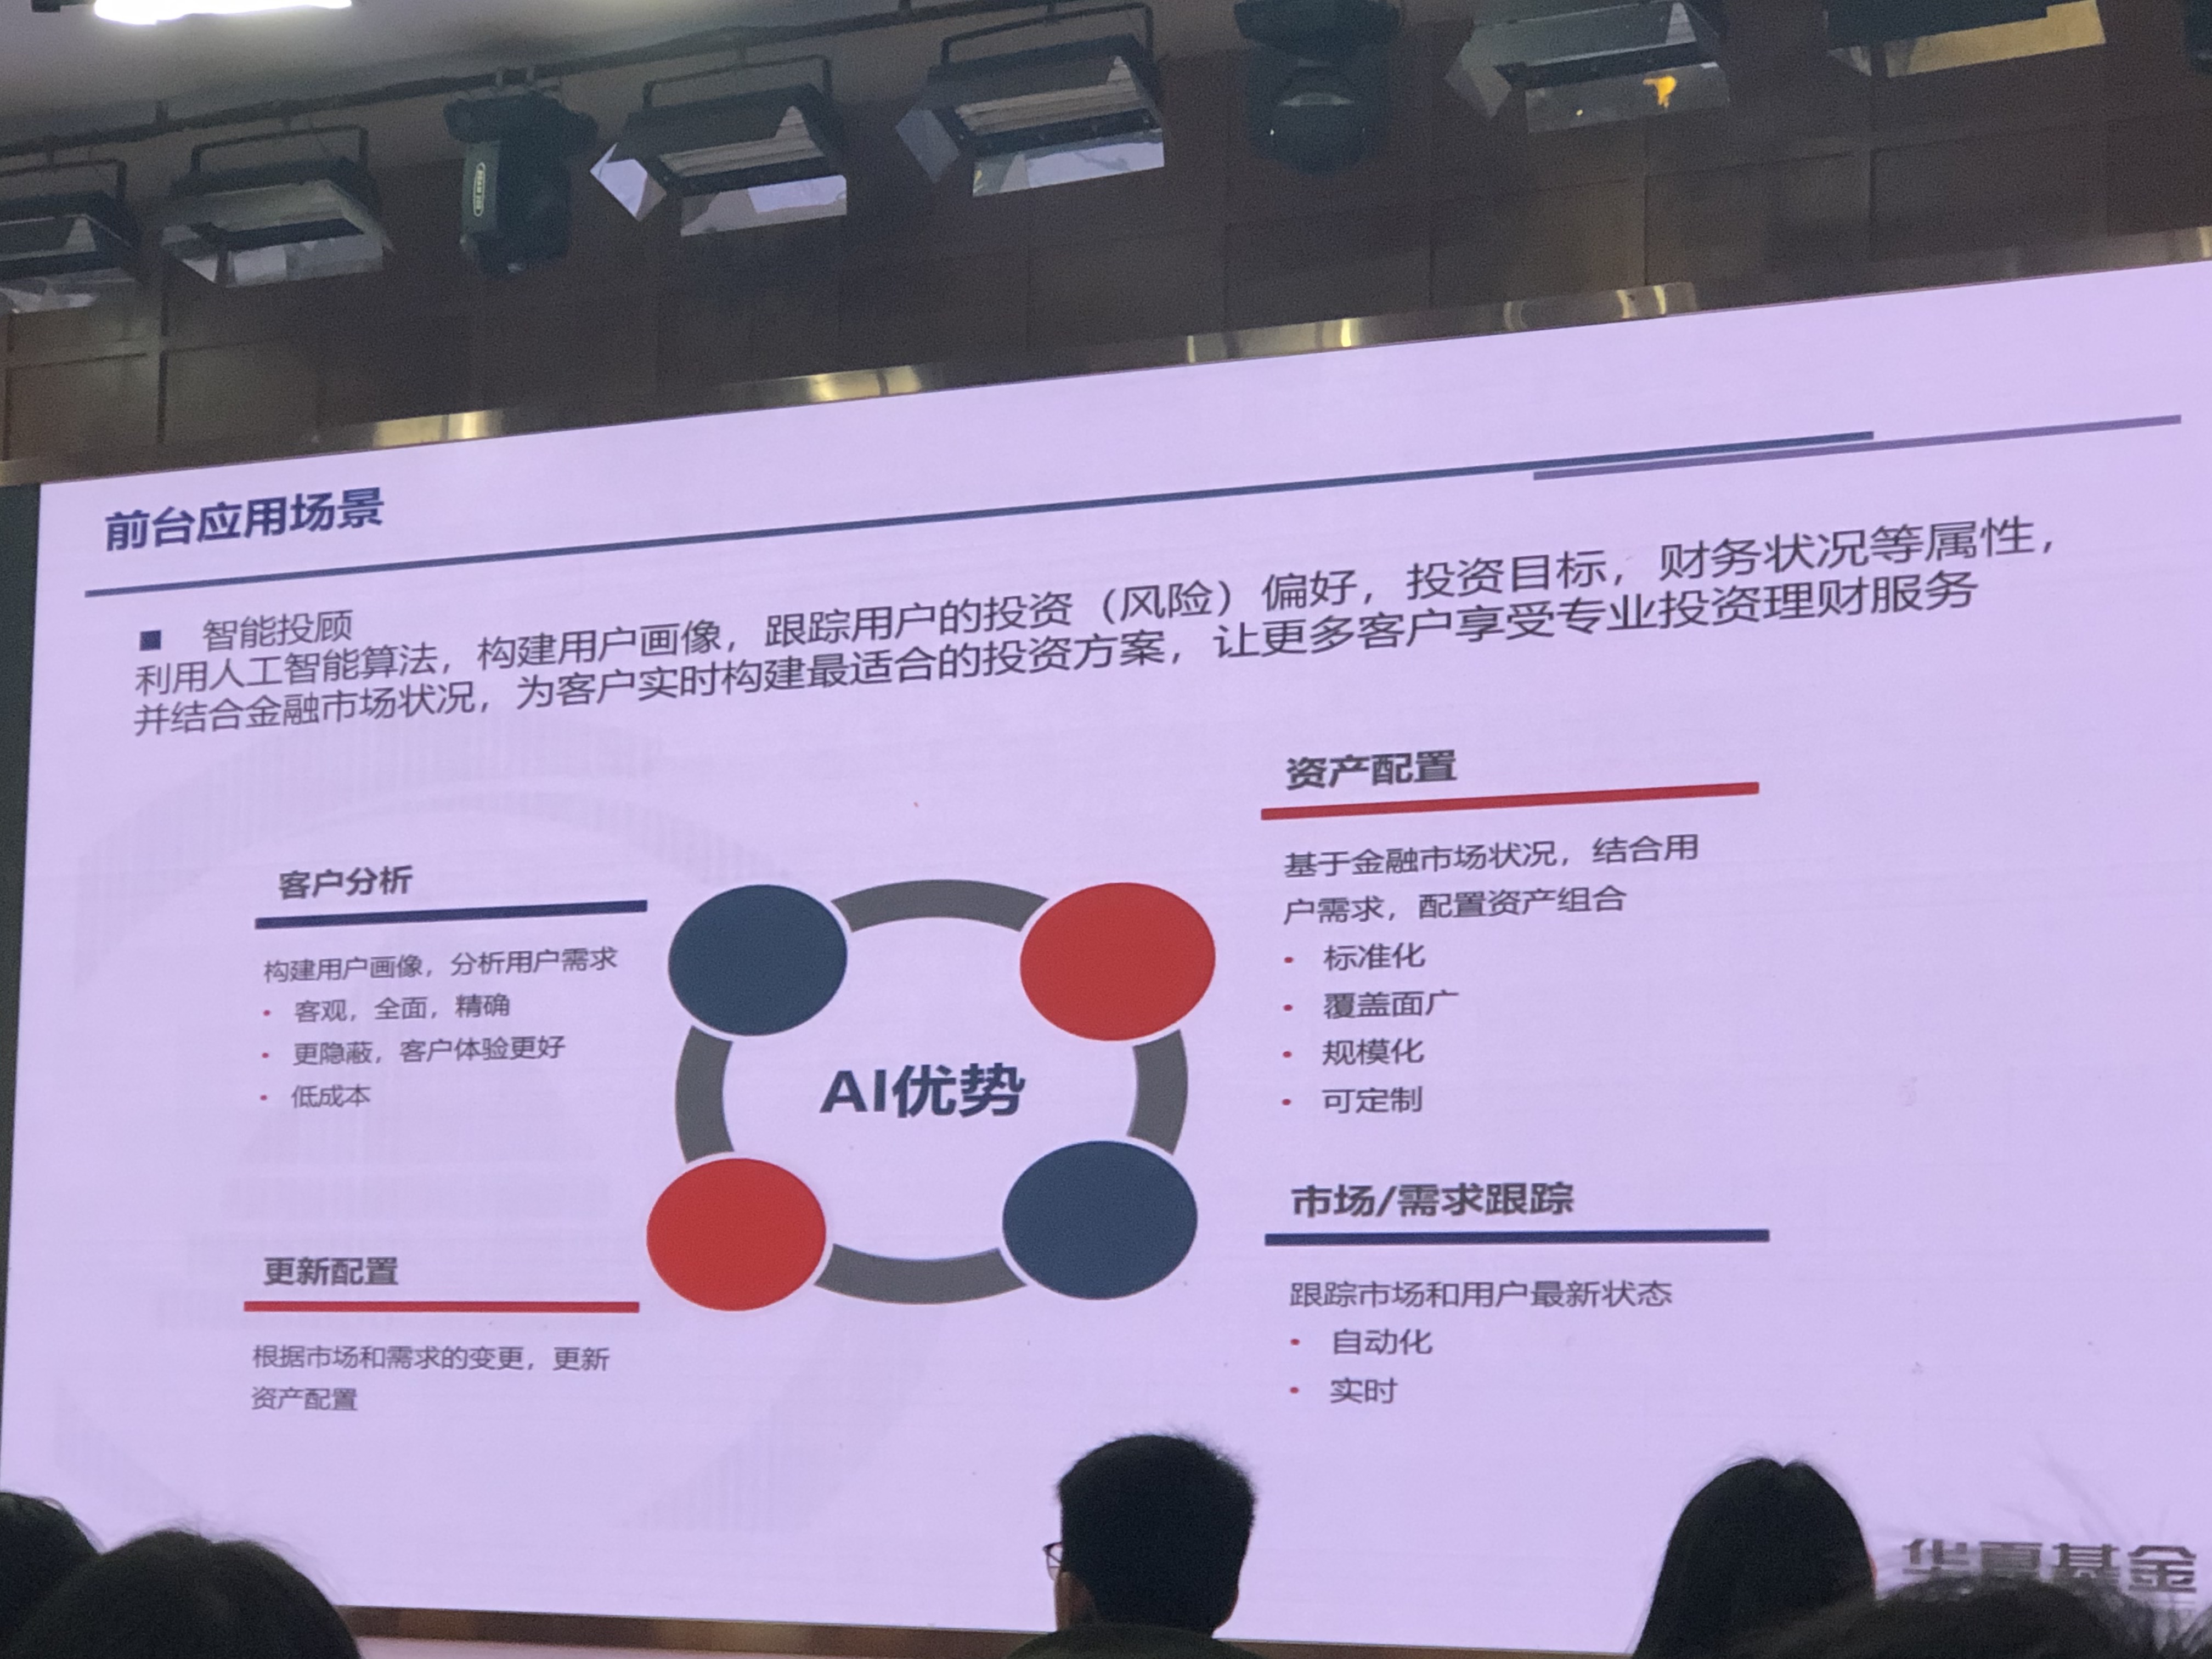 前台应用场景
■ 智能投顾
利用人工智能算法，构建用户画像，跟踪用户的投资（风险）偏好，投资目标，财务状况等属性，
并结合金融市场状况，为客户实时构建最适合的投资方案，让更多客户享受专业投资理财服务
客户分析
构建用户画像，分析用户需求
• 客观，全面，精确
• 更隐蔽，客户体验更好
• 低成本
资产配置
基于金融市场状况，结合用
户需求，配置资产组合
• 标准化
• 覆盖面广
• 规模化
• 可定制
AI优势
更新配置
根据市场和需求的变更，更新
资产配置
市场/需求跟踪
跟踪市场和用户最新状态
• 自动化
• 实时
华夏基金